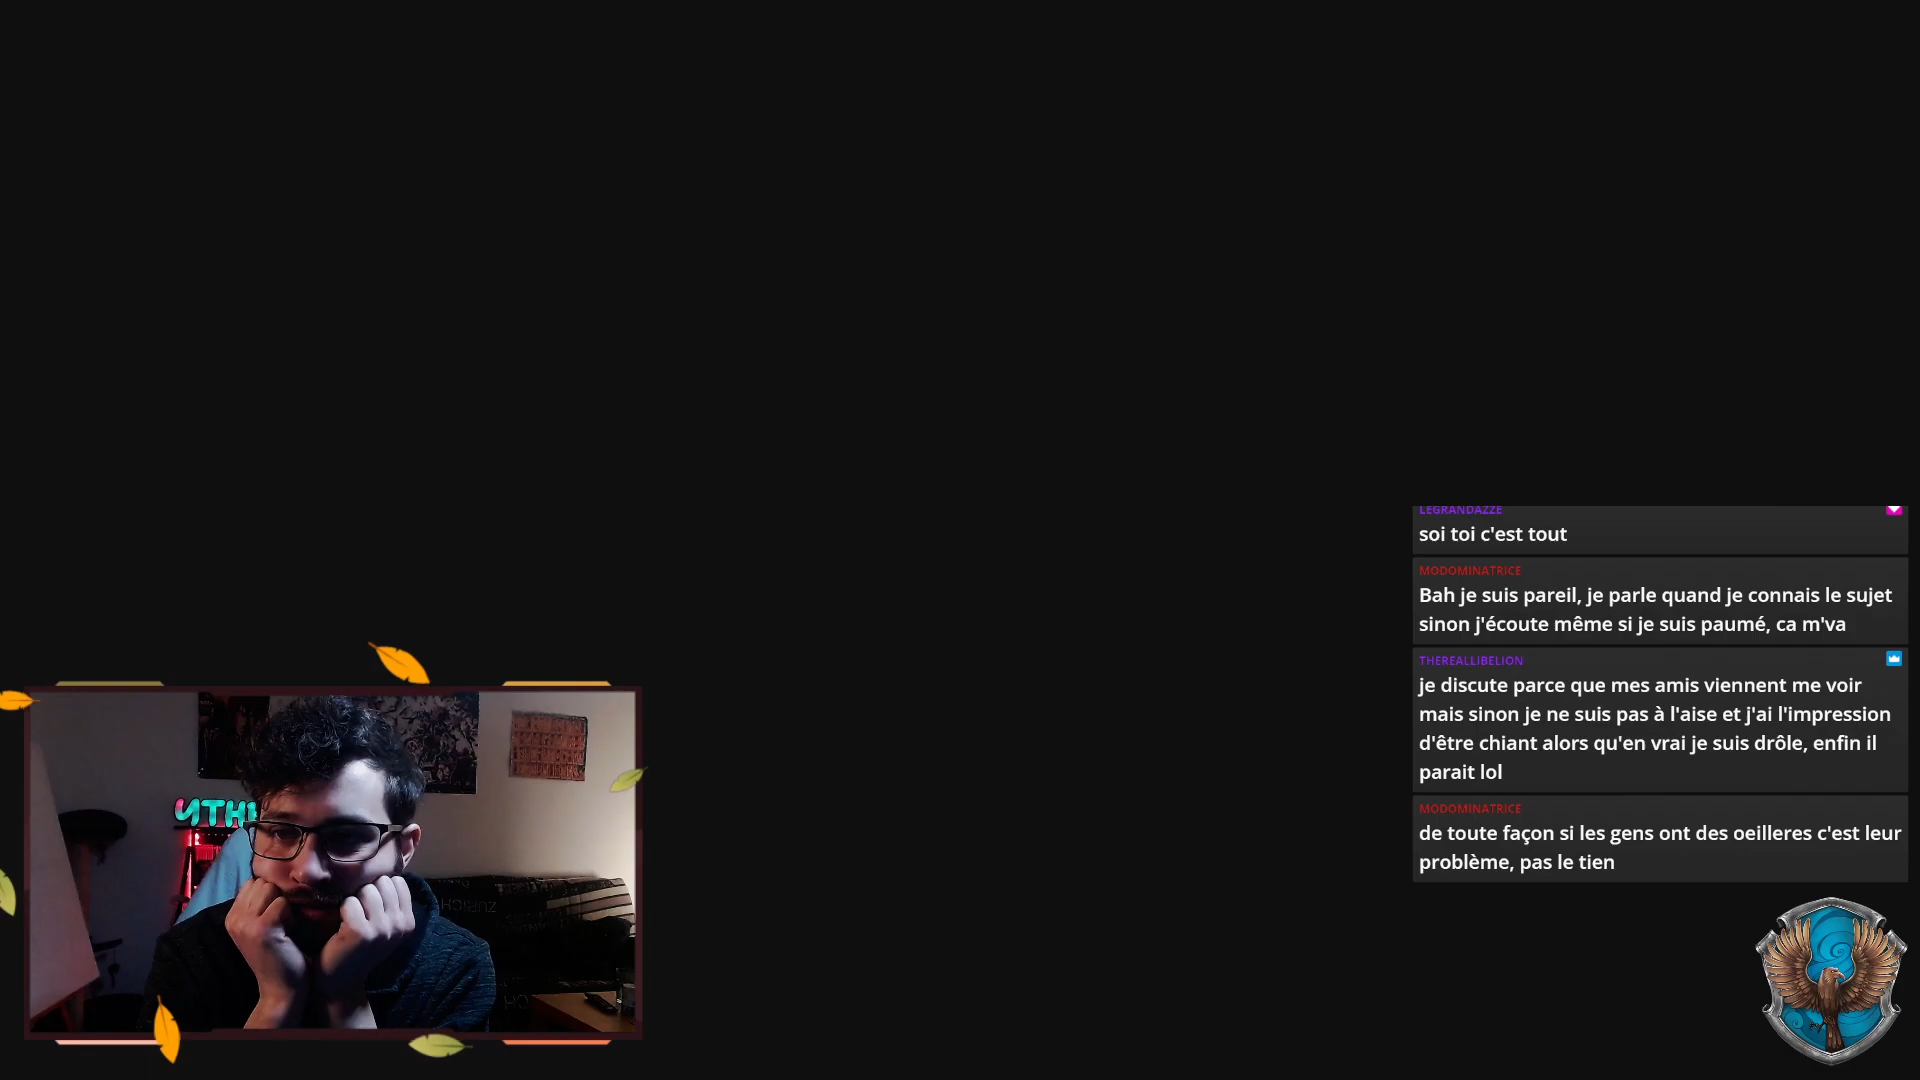 LEGRANDAZZE
soi toi c'est tout
MODOMINATRICE
Bah je suis pareil, je parle quand je connais le sujet
sinon j'écoute même si je suis paumé, ca m'va
THEREALLIBELION
je discute parce que mes amis viennent me voir
mais sinon je ne suis pas à l'aise et j'ai l'impression
d'être chiant alors qu'en vrai je suis drôle, enfin il
parait lol
MODOMINATRICE
de toute façon si les gens ont des oeilleres c'est leur
problème, pas le tien
ZURICH